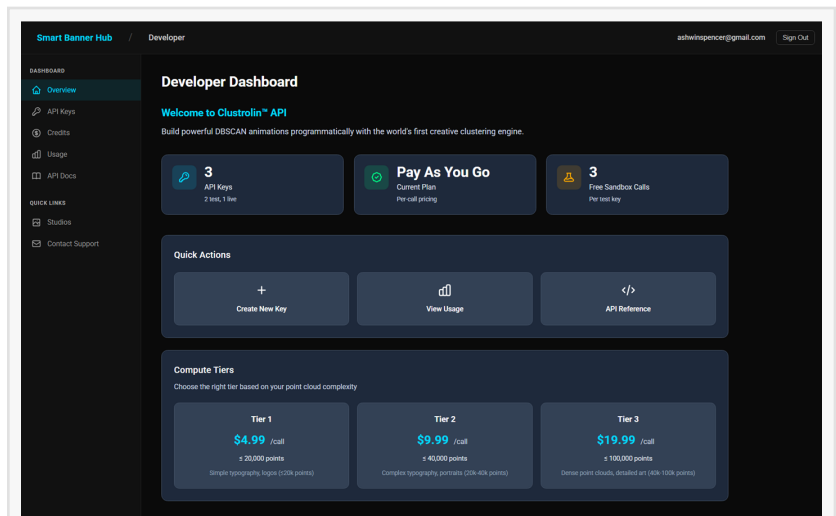 Smart Banner Hub / Developer ashwinspencer@gmail.com Sign Out
DASHBOARD
Overview
API Keys
Credits
Usage
API Docs
QUICK LINKS
Studios
Contact Support
Developer Dashboard
Welcome to Clustrolin™ API
Build powerful DBSCAN animations programmatically with the world's first creative clustering engine.
3
API Keys
2 test, 1 live
Pay As You Go
Current Plan
Per-call pricing
3
Free Sandbox Calls
Per test key
Quick Actions
Create New Key
View Usage
API Reference
Compute Tiers
Choose the right tier based on your point cloud complexity
Tier 1
$4.99 /call
≤ 20,000 points
Simple typography, logos (≤20k points)
Tier 2
$9.99 /call
≤ 40,000 points
Complex typography, portraits (20k-40k points)
Tier 3
$19.99 /call
≤ 100,000 points
Dense point clouds, detailed art (40k-100k points)